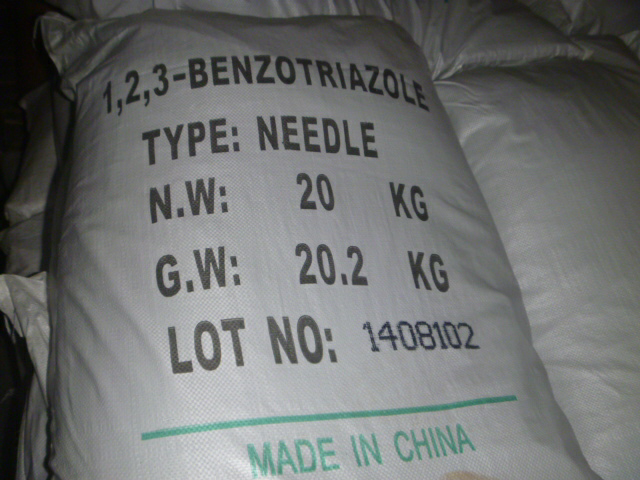 1,2,3-BENZOTRIAZOLE
TYPE: NEEDLE
N.W: 20 KG
G.W: 20.2 KG
LOT NO: 1408102
MADE IN CHINA